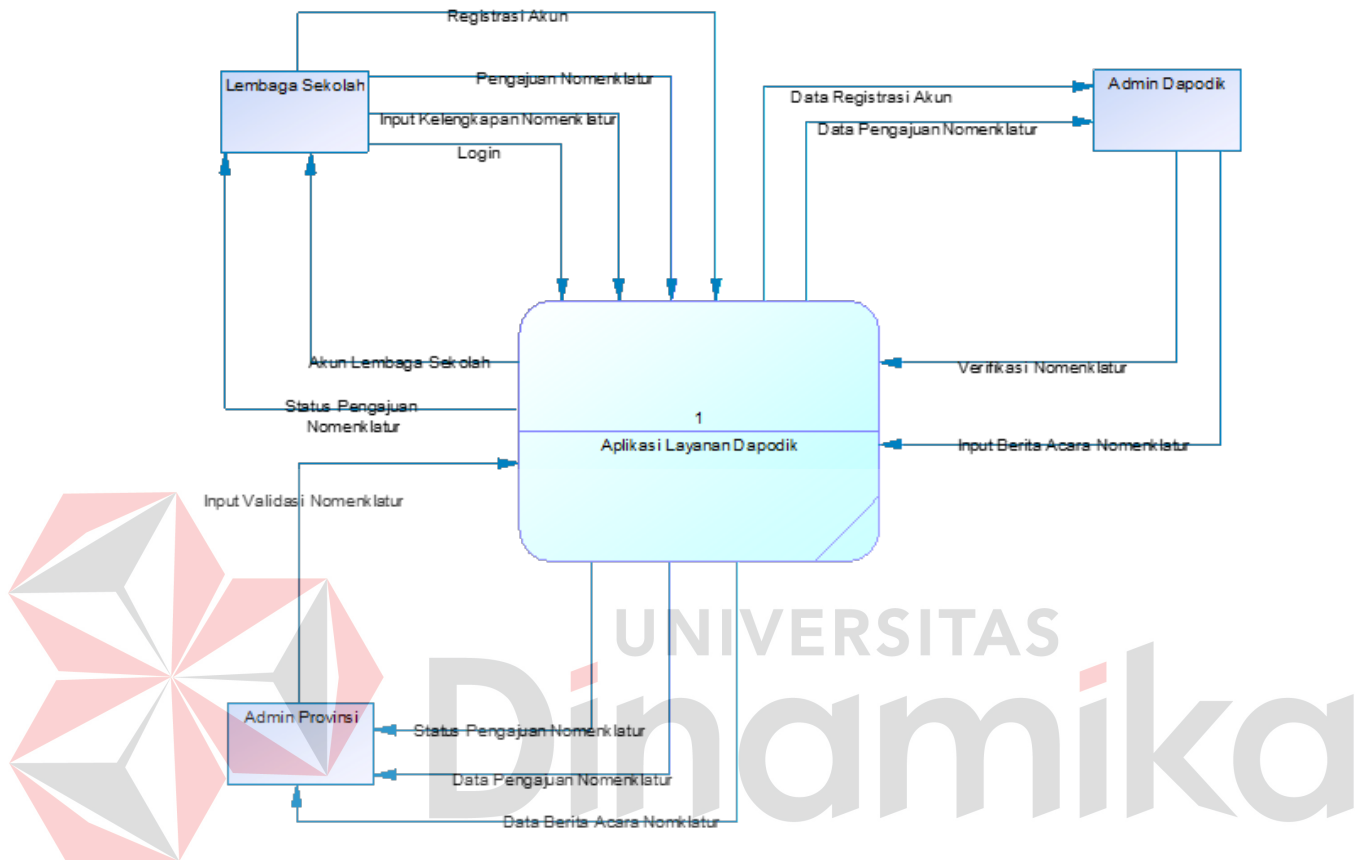 Registrasi Akun
Lembaga Sekolah
Pengajuan Nomenklatur
Input Kelengkapan Nomenklatur
Login
Data Registrasi Akun
Admin Dapodik
Data Pengajuan Nomenklatur
Akun Lembaga Sekolah
Status Pengajuan
Nomenklatur
Verifikasi Nomenklatur
1
Aplikasi Layanan Dapodik
Input Berita Acara Nomenklatur
Input Validasi Nomenklatur
UNIVERSITAS
Dinamika
Admin Provinsi
Status Pengajuan Nomenklatur
Data Pengajuan Nomenklatur
Data Berita Acara Nomklatur